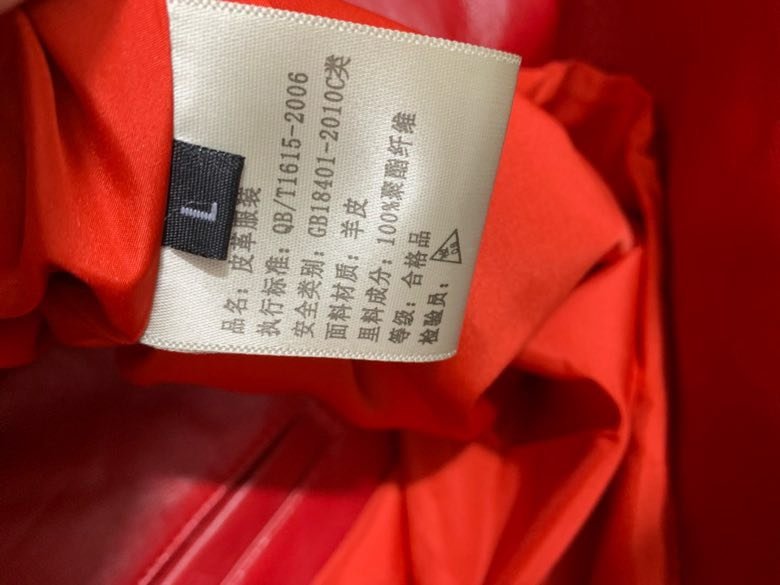 L
品名：皮革服装
执行标准：QB/T1615-2006
安全类别：GB18401-2010C类
面料材质：羊皮
里料成分：100%聚酯纤维
等级：合格品
检验员：